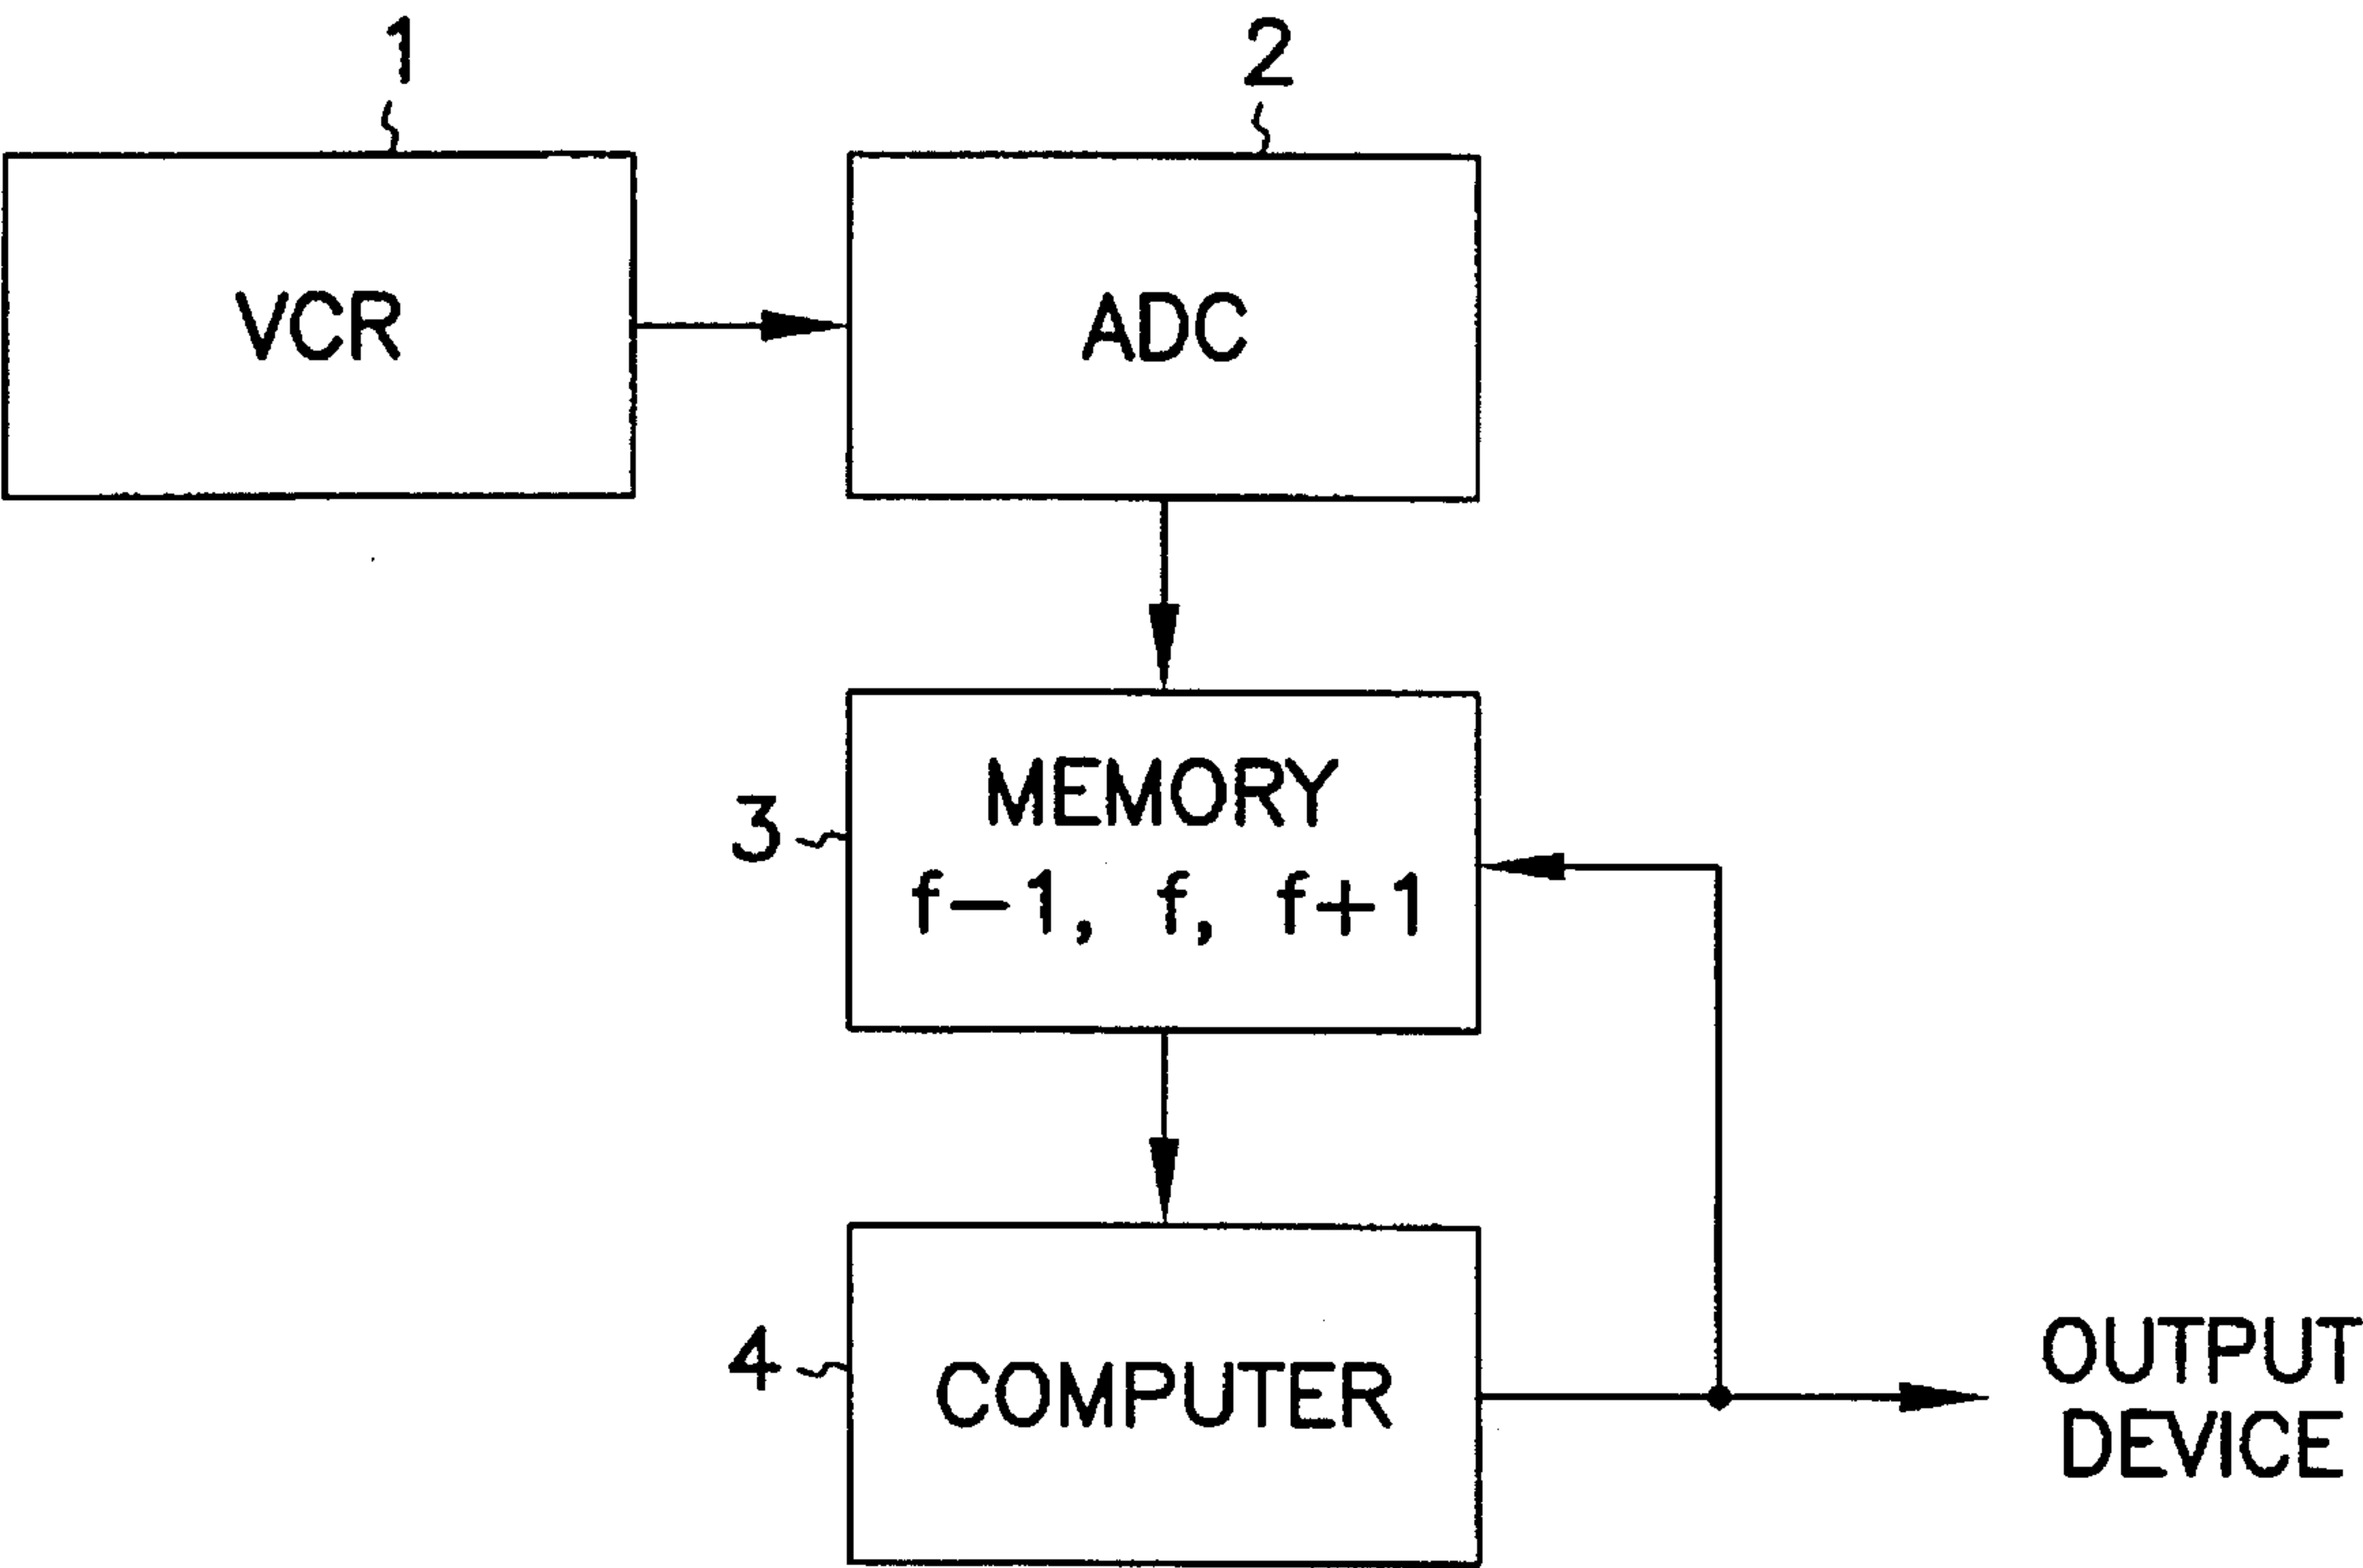 1
2
VCR
ADC
MEMORY
3
f−1, f, f+1
4
COMPUTER
OUTPUT
DEVICE